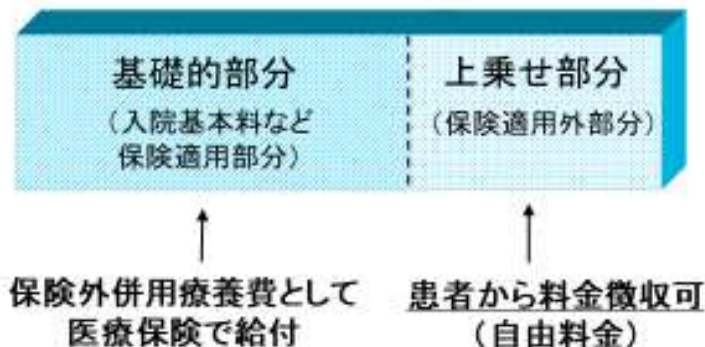 基礎的部分
（入院基本料など
保険適用部分）
上乗せ部分
（保険適用外部分）
保険外併用療養費として
医療保険で給付
患者から料金徴収可
（自由料金）